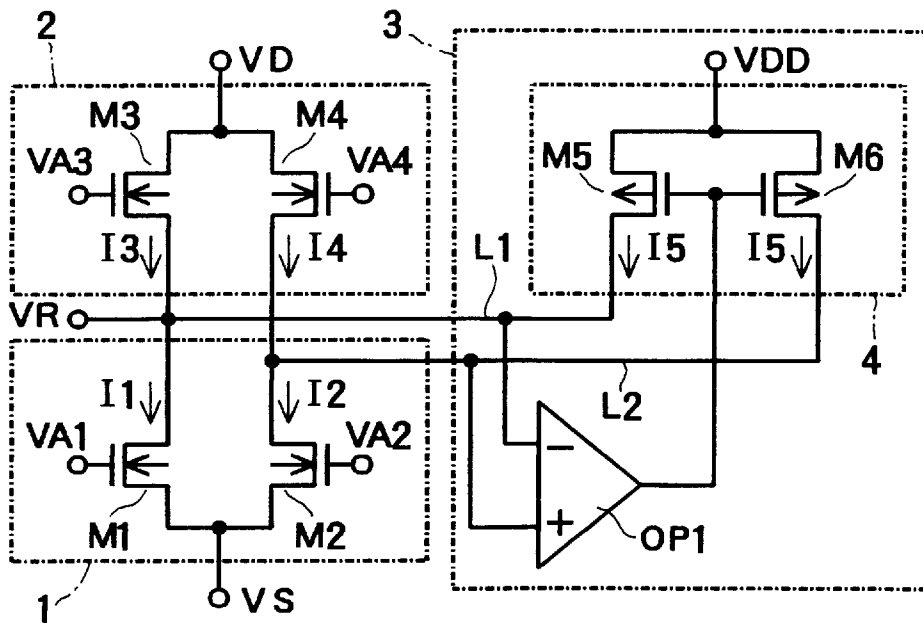 2
3
VD
VDD
M3
M4
VA3
VA4
M5
M6
I3
I4
L1
I5
I5
VR
4
I1
I2
L2
VA1
VA2
−
+
M1
M2
OP1
1
VS